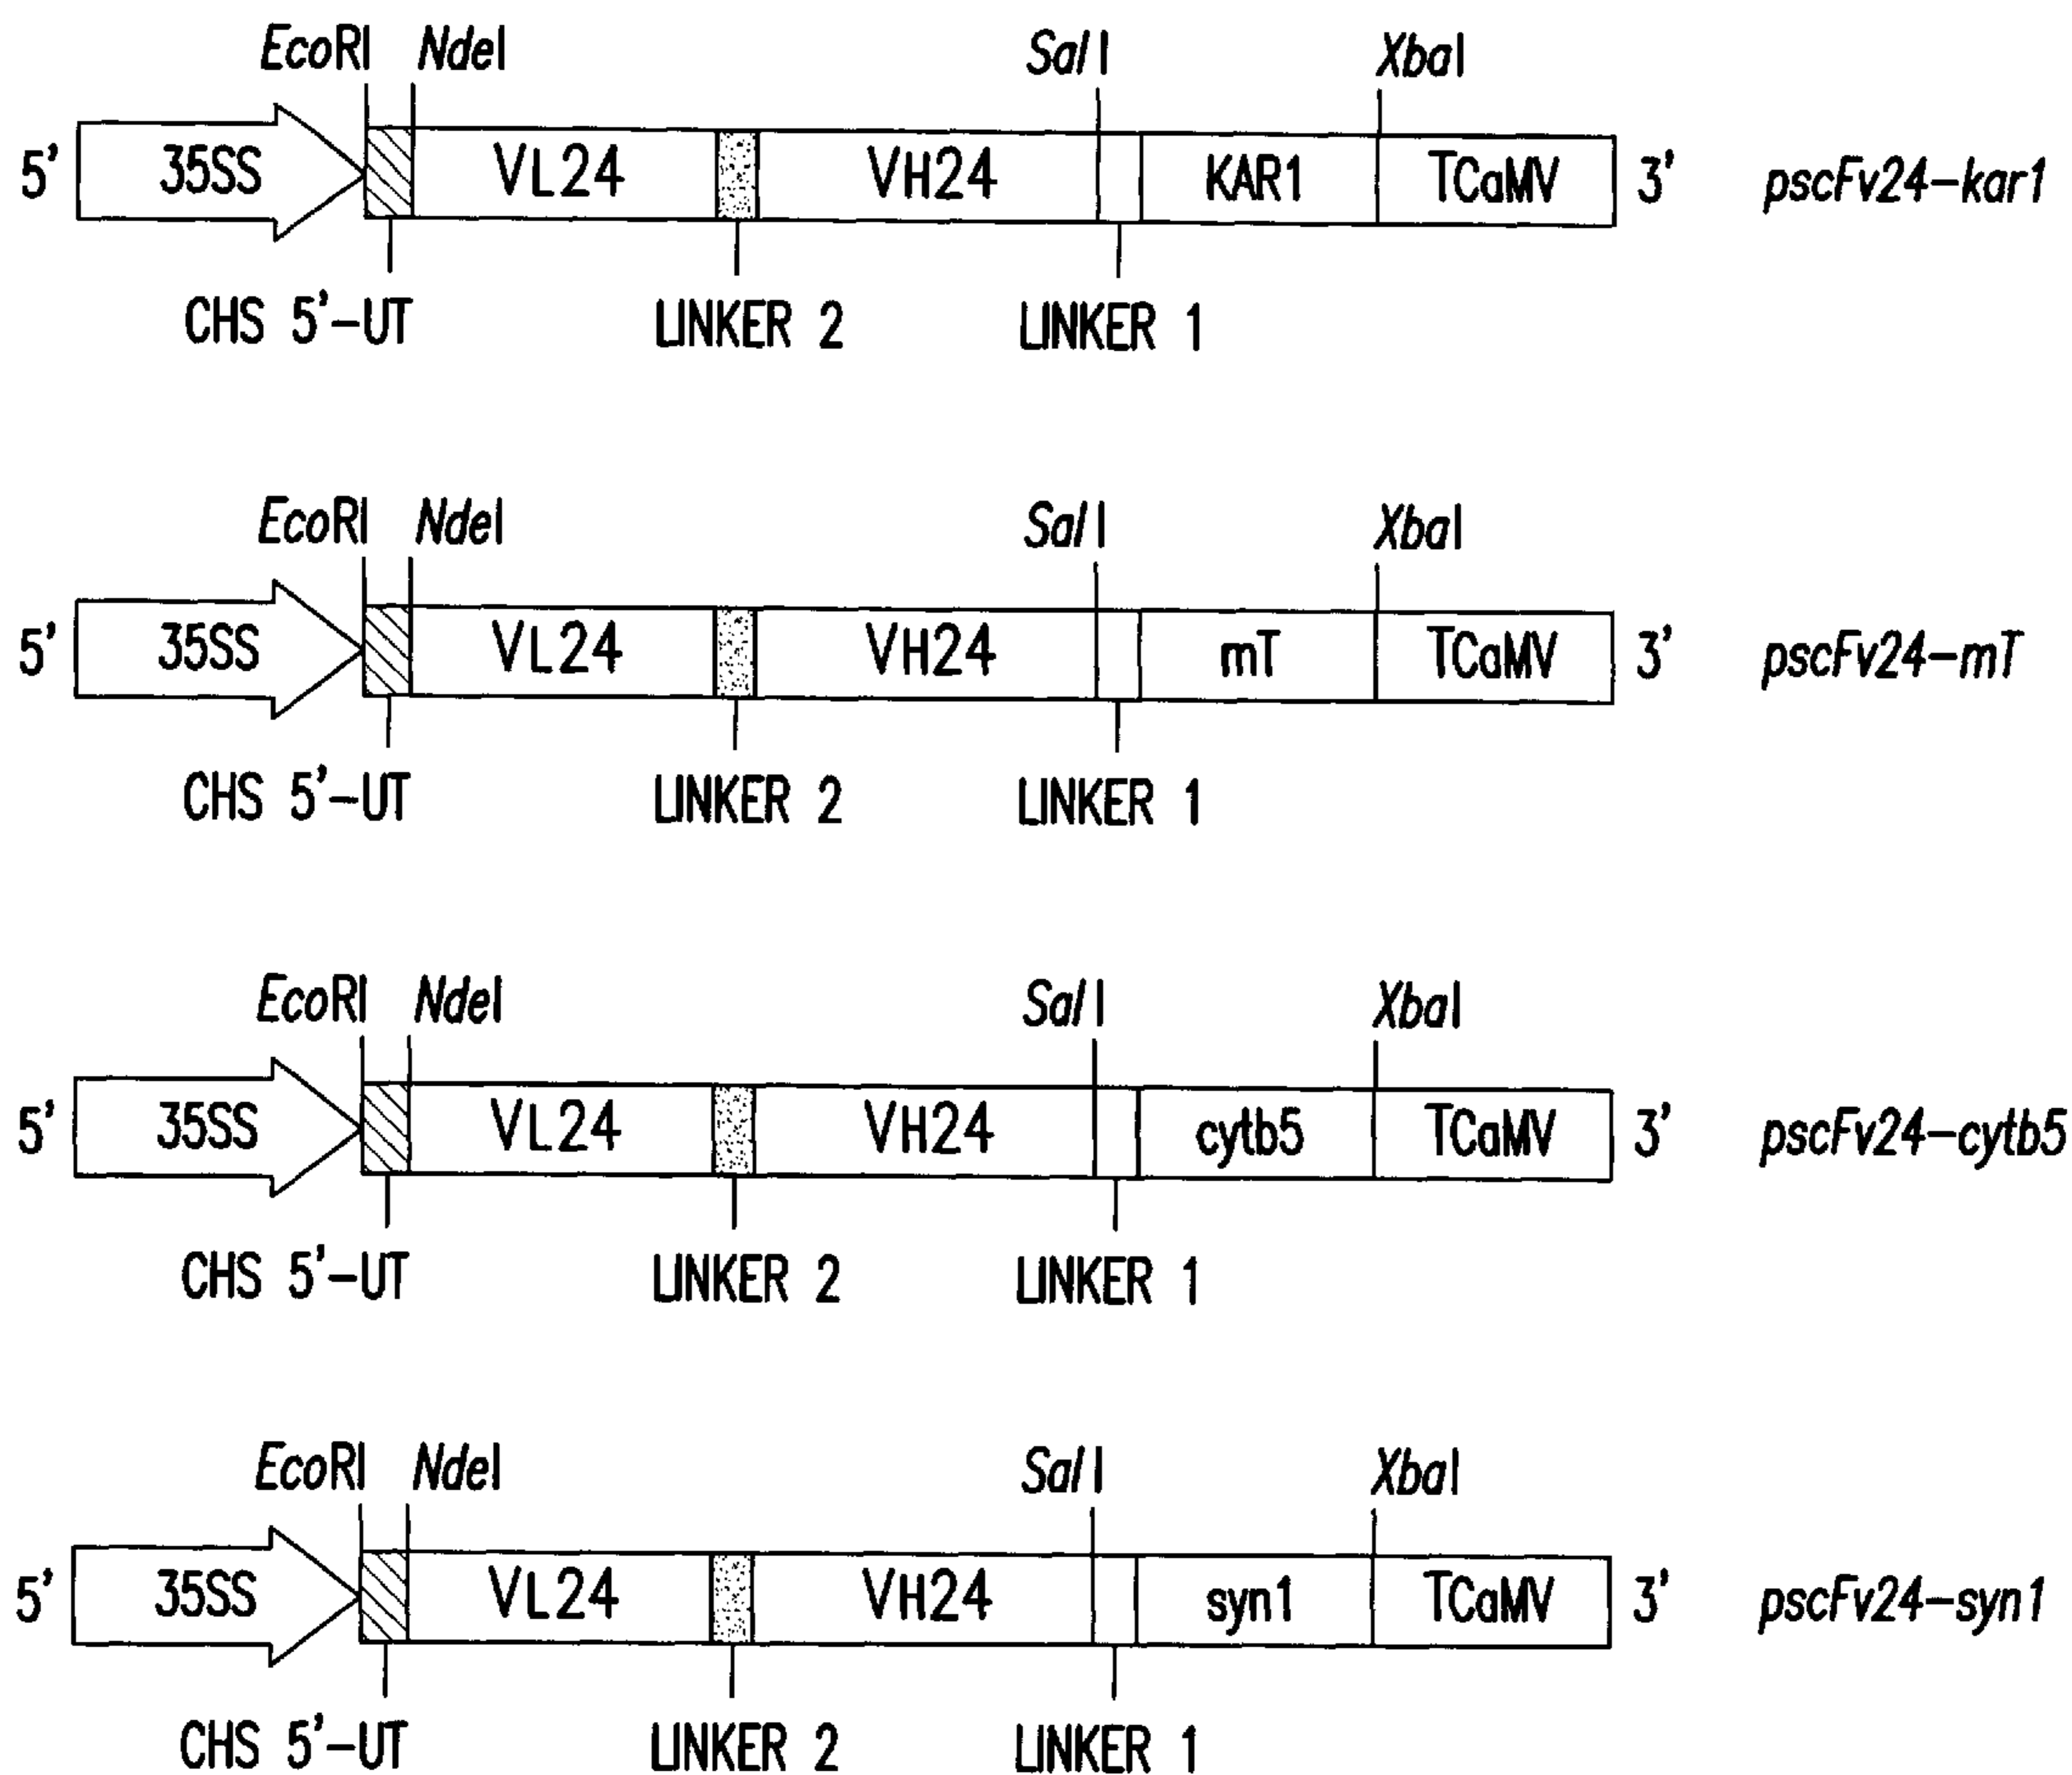 EcoRI NdeI SalI XbaI
5' 35SS VL24 VH24 KAR1 TCaMV 3' pscFv24-kar1
CHS 5'-UT LINKER 2 LINKER 1
EcoRI NdeI SalI XbaI
5' 35SS VL24 VH24 mT TCaMV 3' pscFv24-mT
CHS 5'-UT LINKER 2 LINKER 1
EcoRI NdeI SalI XbaI
5' 35SS VL24 VH24 cytb5 TCaMV 3' pscFv24-cytb5
CHS 5'-UT LINKER 2 LINKER 1
EcoRI NdeI SalI XbaI
5' 35SS VL24 VH24 syn1 TCaMV 3' pscFv24-syn1
CHS 5'-UT LINKER 2 LINKER 1